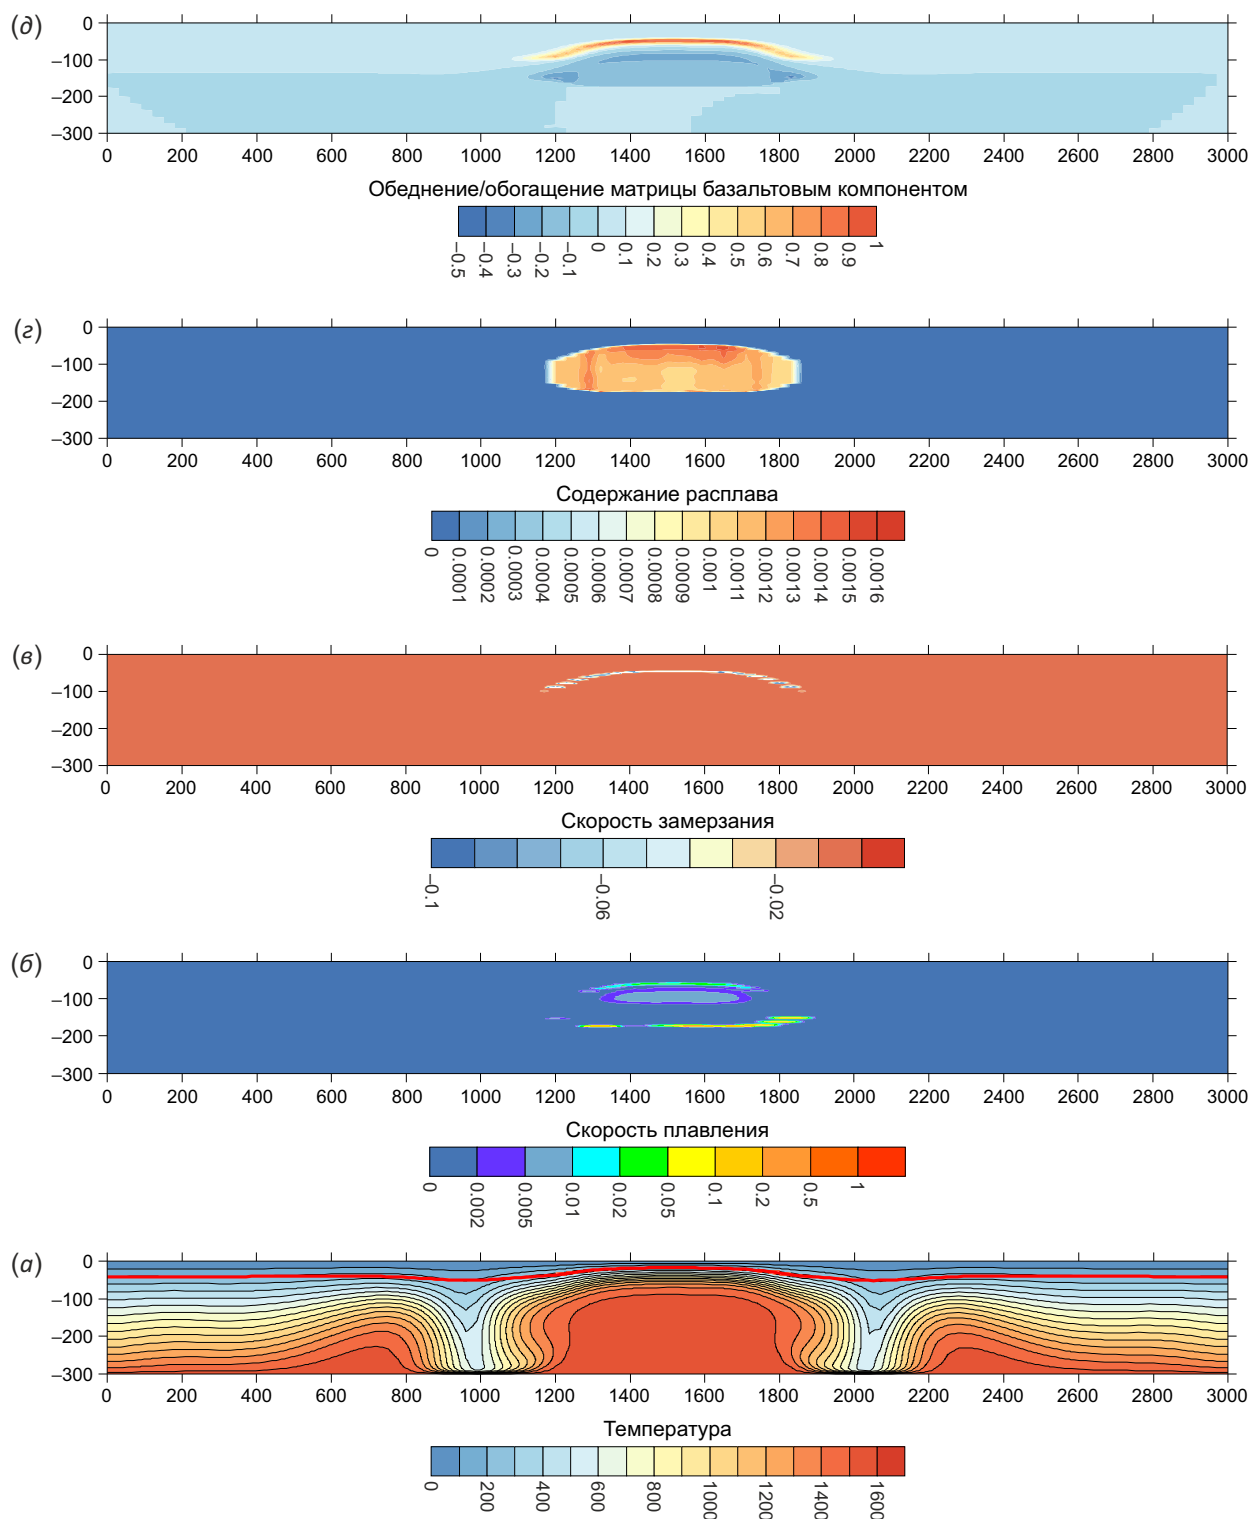 (д)
0
–100
–200
–300
0 200 400 600 800 1000 1200 1400 1600 1800 2000 2200 2400 2600 2800 3000
Обеднение/обогащение матрицы базальтовым компонентом
–0.5 –0.4 –0.3 –0.2 –0.1 0 0.1 0.2 0.3 0.4 0.5 0.6 0.7 0.8 0.9 1
(г)
0
–100
–200
–300
0 200 400 600 800 1000 1200 1400 1600 1800 2000 2200 2400 2600 2800 3000
Содержание расплава
0 0.0001 0.0002 0.0003 0.0004 0.0005 0.0006 0.0007 0.0008 0.0009 0.001 0.0011 0.0012 0.0013 0.0014 0.0015 0.0016
(в)
0
–100
–200
–300
0 200 400 600 800 1000 1200 1400 1600 1800 2000 2200 2400 2600 2800 3000
Скорость замерзания
–0.1 –0.06 –0.02
(б)
0
–100
–200
–300
0 200 400 600 800 1000 1200 1400 1600 1800 2000 2200 2400 2600 2800 3000
Скорость плавления
0 0.002 0.005 0.01 0.02 0.05 0.1 0.2 0.5 1
(а)
0
–100
–200
–300
0 200 400 600 800 1000 1200 1400 1600 1800 2000 2200 2400 2600 2800 3000
Температура
0 200 400 600 800 1000 1200 1400 1600